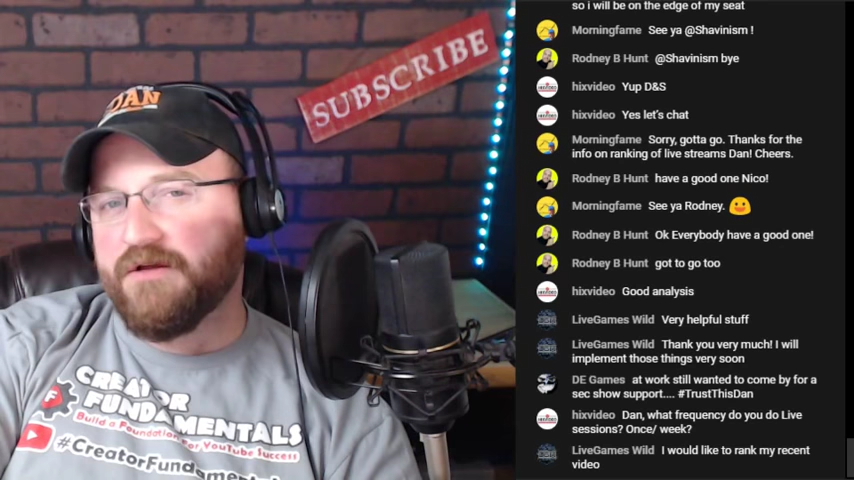 DAN
SUBSCRIBE
CREATOR
FUNDAMENTALS
Build a Foundation For YouTube Success
#CreatorFundamentals
so i will be on the edge of my seat
Morningfame See ya @Shavinism !
Rodney B Hunt @Shavinism bye
hixvideo Yup D&S
hixvideo Yes let's chat
Morningfame Sorry, gotta go. Thanks for the
info on ranking of live streams Dan! Cheers.
Rodney B Hunt have a good one Nico!
Morningfame See ya Rodney. 😃
Rodney B Hunt Ok Everybody have a good one!
Rodney B Hunt got to go too
hixvideo Good analysis
LiveGames Wild Very helpful stuff
LiveGames Wild Thank you very much! I will
implement those things very soon
DE Games at work still wanted to come by for a
sec show support.... #TrustThisDan
hixvideo Dan, what frequency do you do Live
sessions? Once/ week?
LiveGames Wild I would like to rank my recent
video